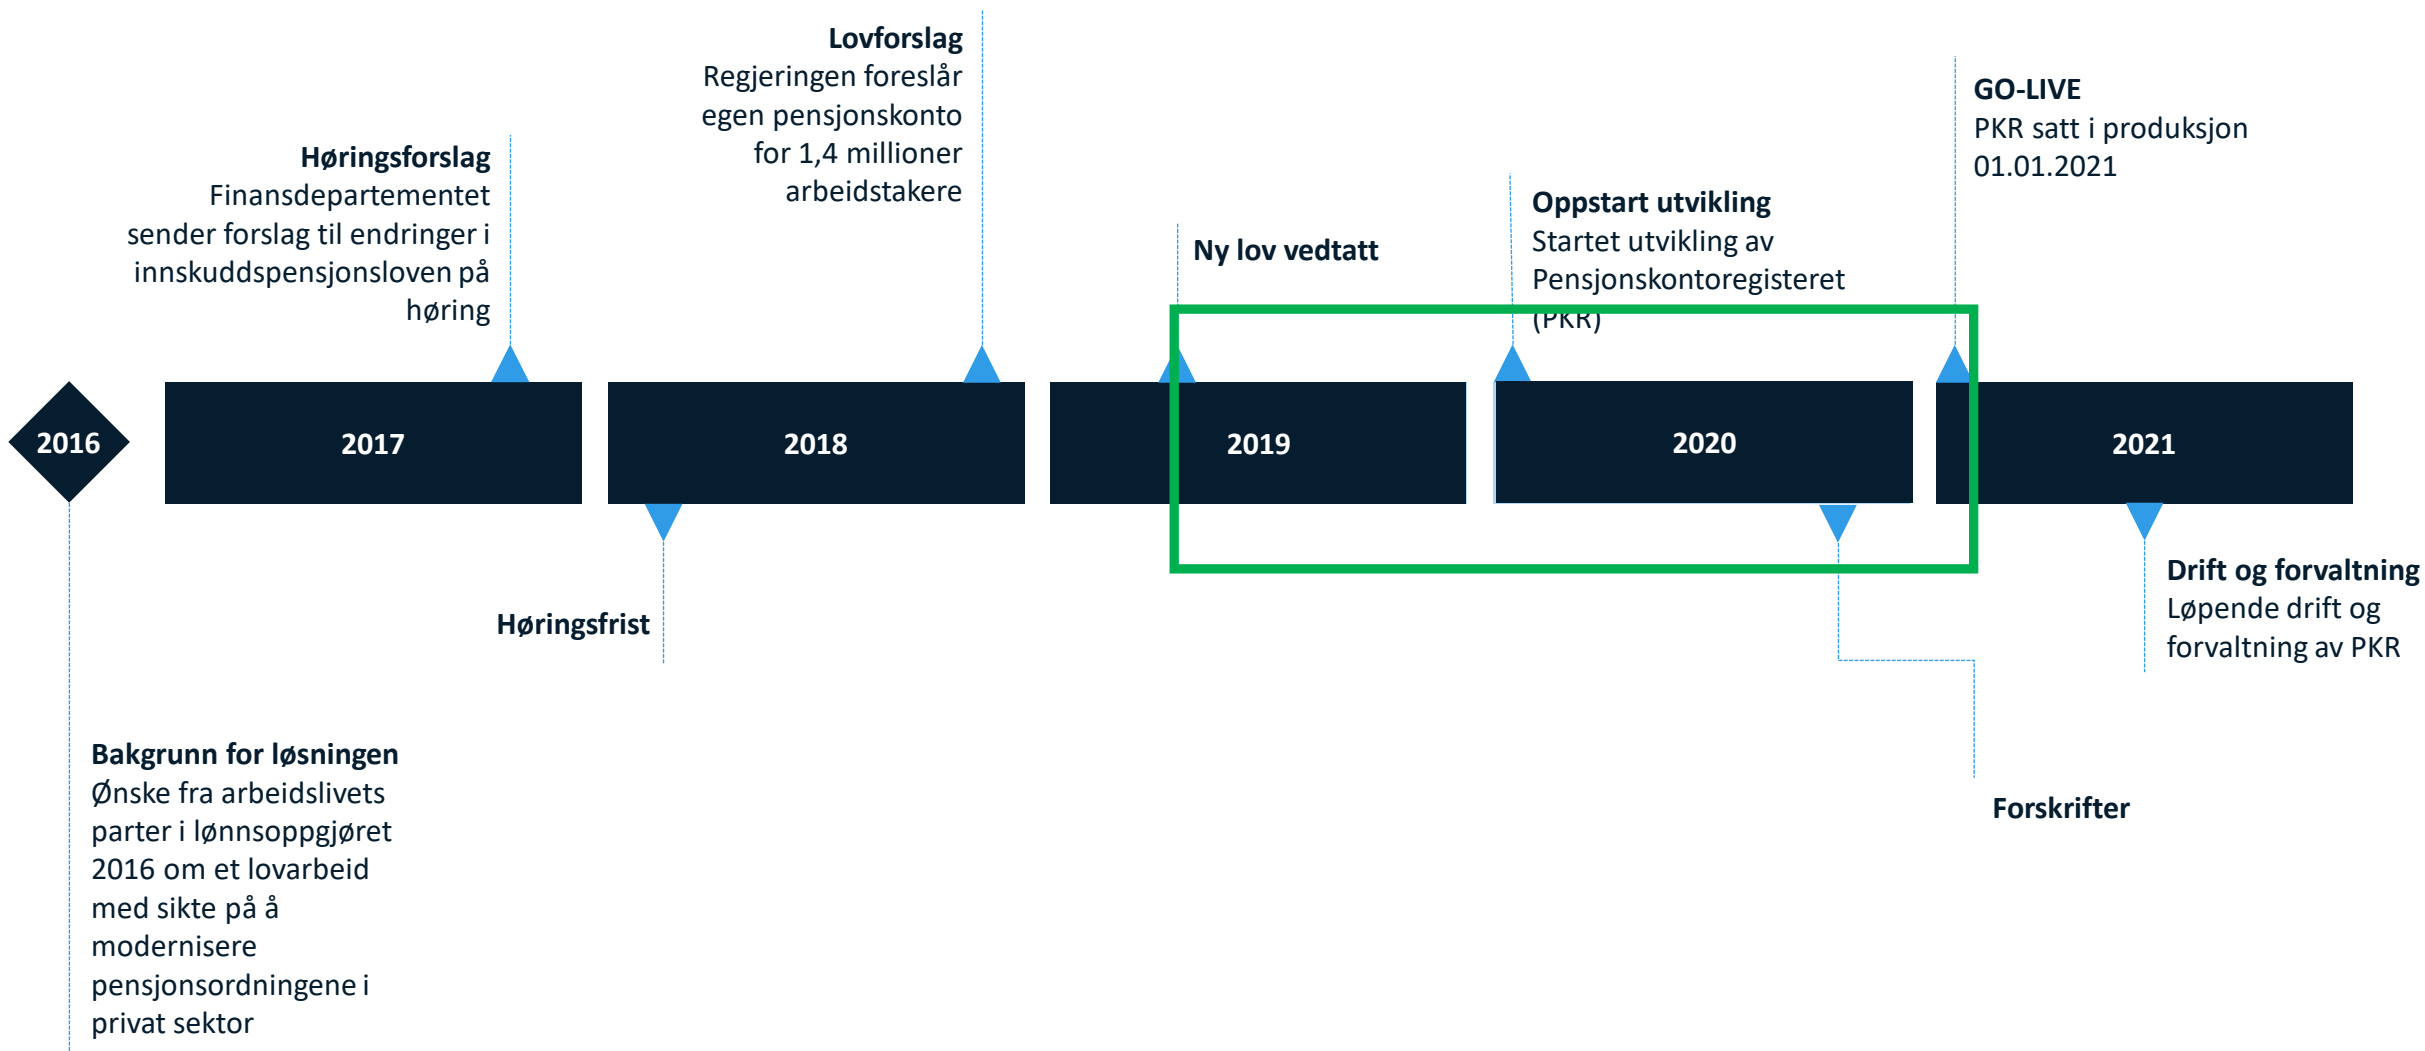 Lovforslag
Regjeringen foreslår
egen pensjonskonto
for 1,4 millioner
arbeidstakere
GO-LIVE
PKR satt i produksjon
01.01.2021
Høringsforslag
Finansdepartementet
sender forslag til endringer i
innskuddspensjonsloven på
høring
Oppstart utvikling
Startet utvikling av
Pensjonskontoregisteret
(PKR)
Ny lov vedtatt
2016
2017
2018
2019
2020
2021
Høringsfrist
Drift og forvaltning
Løpende drift og
forvaltning av PKR
Bakgrunn for løsningen
Ønske fra arbeidslivets
parter i lønnsoppgjøret
2016 om et lovarbeid
med sikte på å
modernisere
pensjonsordningene i
privat sektor
Forskrifter